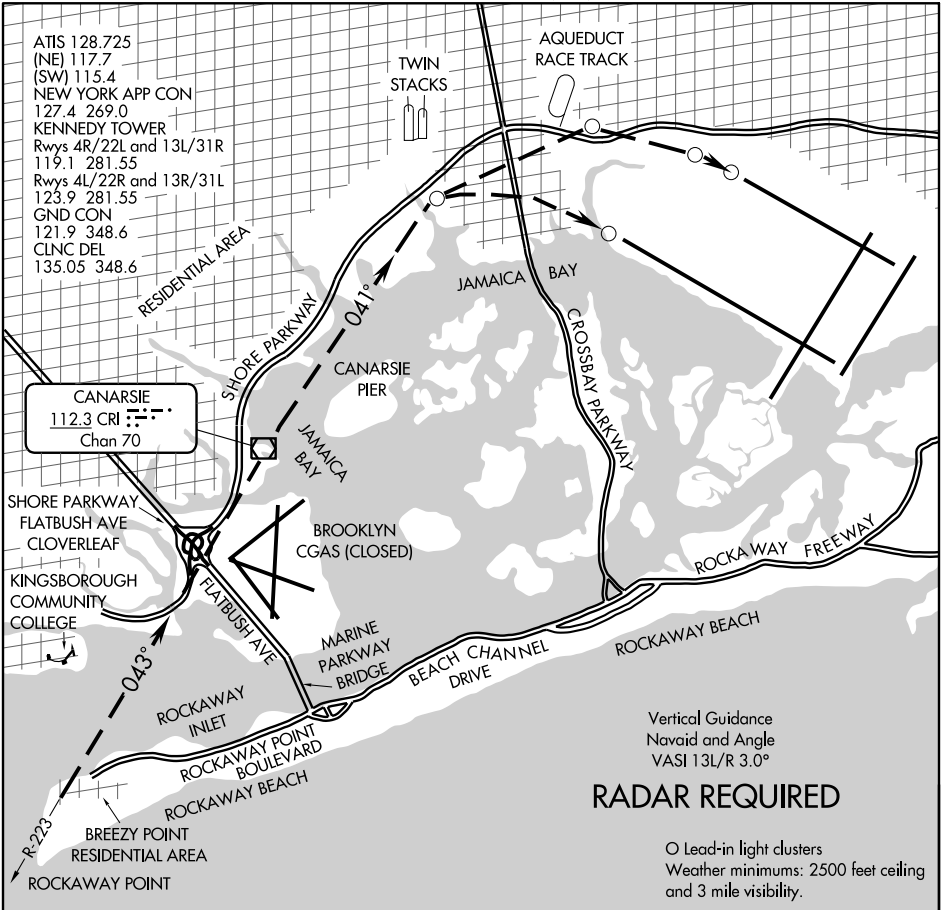 ATIS 128.725
(NE) 117.7
(SW) 115.4
NEW YORK APP CON
127.4 269.0
KENNEDY TOWER
Rwys 4R/22L and 13L/31R
119.1 281.55
Rwys 4L/22R and 13R/31L
123.9 281.55
GND CON
121.9 348.6
CLNC DEL
135.05 348.6
TWIN
STACKS
AQUEDUCT
RACE TRACK
RESIDENTIAL AREA
SHORE PARKWAY
041°
JAMAICA BAY
CROSSBAY PARKWAY
CANARSIE
PIER
CANARSIE
112.3 CRI
Chan 70
JAMAICA
BAY
SHORE PARKWAY
FLATBUSH AVE
CLOVERLEAF
BROOKLYN
CGAS (CLOSED)
KINGSBOROUGH
COMMUNITY
COLLEGE
FLATBUSH AVE
043°
MARINE
PARKWAY
BRIDGE
ROCKAWAY FREEWAY
BEACH CHANNEL
DRIVE
ROCKAWAY BEACH
ROCKAWAY
INLET
ROCKAWAY POINT
BOULEVARD
ROCKAWAY BEACH
BREEZY POINT
RESIDENTIAL AREA
R-223
ROCKAWAY POINT
Vertical Guidance
Navaid and Angle
VASI 13L/R 3.0°
RADAR REQUIRED
O Lead-in light clusters
Weather minimums: 2500 feet ceiling
and 3 mile visibility.